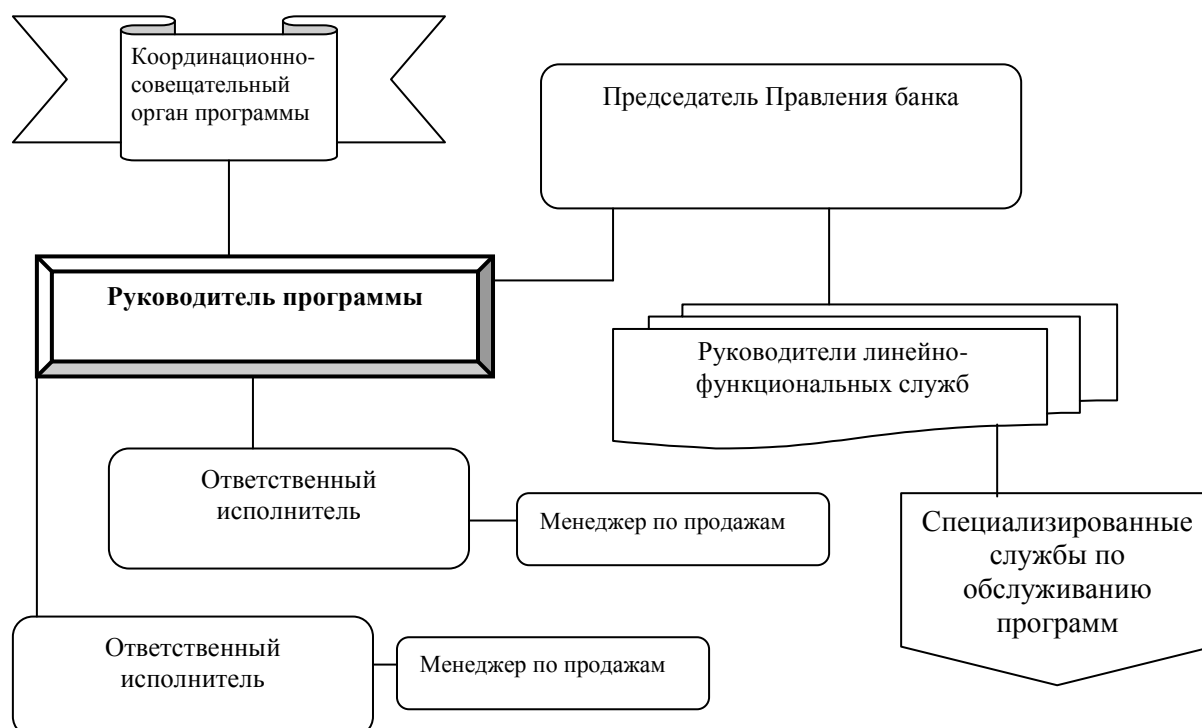 Координационно-
совещательный
орган программы
Председатель Правления банка
Руководитель программы
Руководители линейно-
функциональных служб
Ответственный
исполнитель
Менеджер по продажам
Специализированные
службы по
обслуживанию
программ
Ответственный
исполнитель
Менеджер по продажам